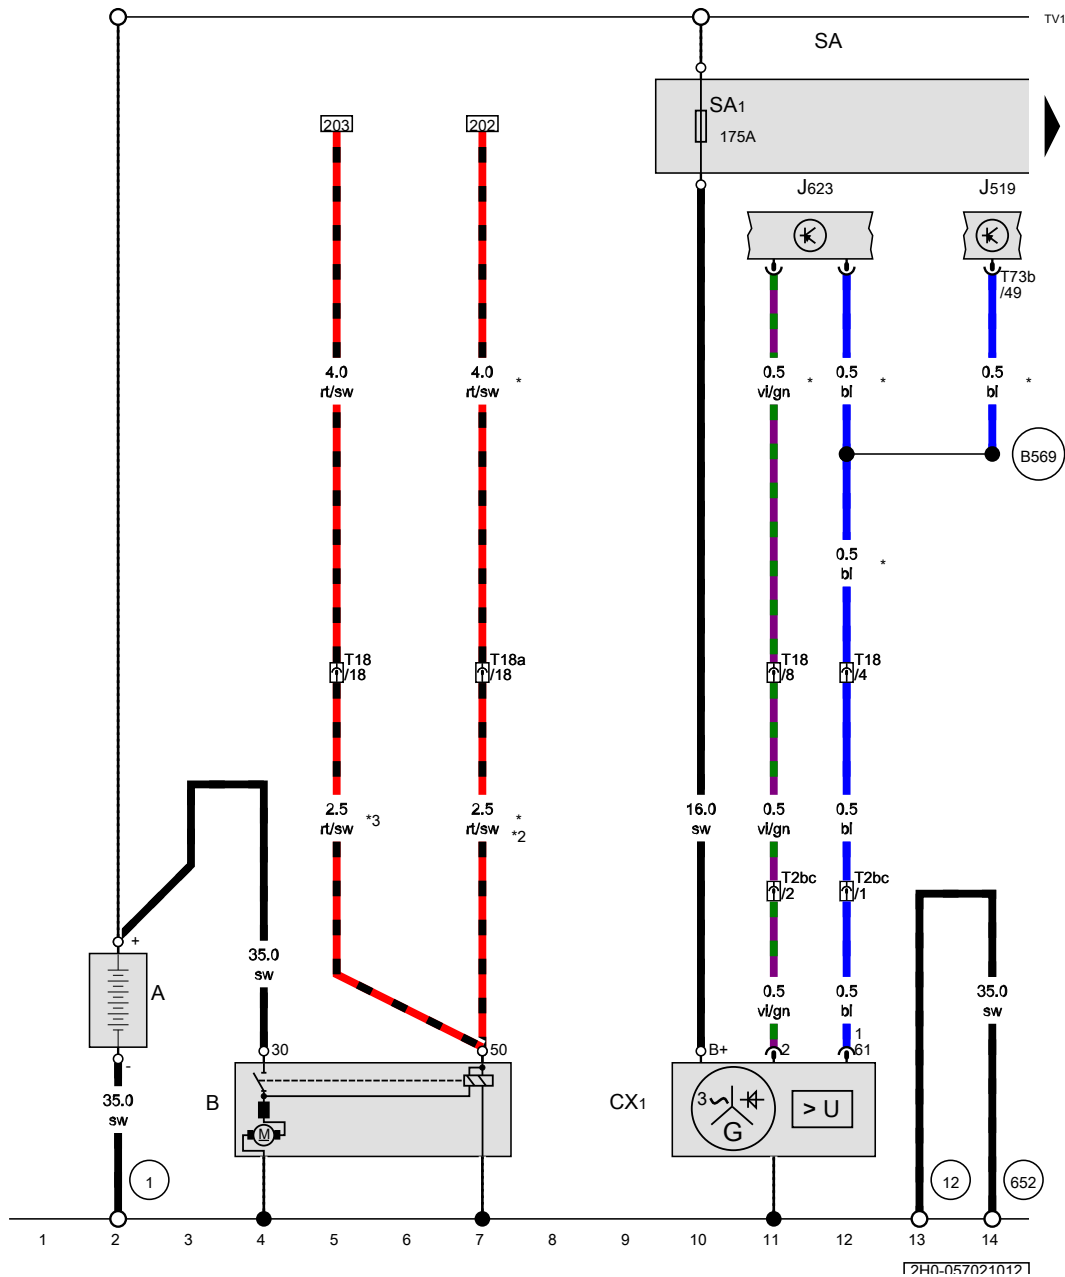 TV1
SA
SA1
175A
203
202
J623
J519
T73b
/49
4.0
rt/sw
4.0
rt/sw
*
0.5
vi/gn
*
0.5
bl
*
0.5
bl
*
B569
0.5
bl
*
T18
/18
T18a
/18
T18
/8
T18
/4
2.5
rt/sw
*3
2.5
rt/sw
*
*2
16.0
sw
0.5
vi/gn
0.5
bl
T2bc
/2
T2bc
/1
+
A
-
35.0
sw
35.0
sw
0.5
vi/gn
0.5
bl
35.0
sw
30
50
B+
2
1
61
B
M
CX1
3
G
> U
1
12
652
1 2 3 4 5 6 7 8 9 10 11 12 13 14
2H0-057021012